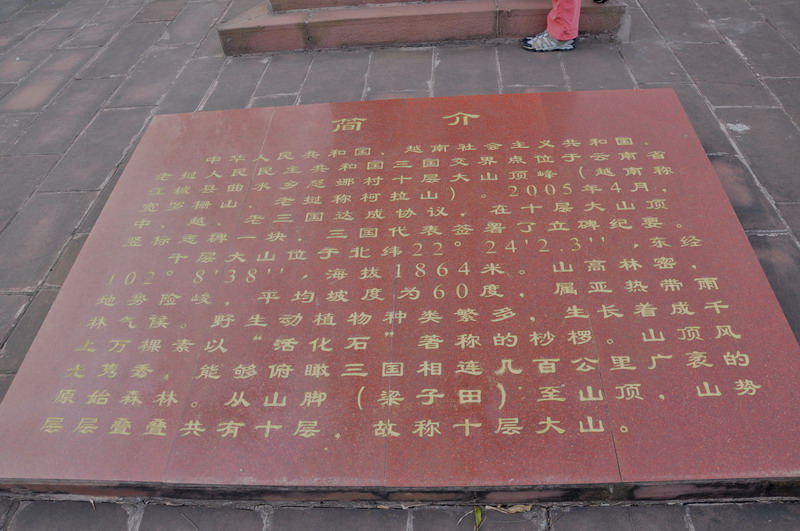 简 介
中华人民共和国、越南社会主义共和国、
老挝人民民主共和国三国交界点位于云南省
江城县曲水乡怒娜村十层大山顶峰（越南称
宽罗栅山、老挝称柯拉山）。2005年4月，
中、越、老三国达成协议，在十层大山顶
竖标志碑一块，三国代表签署了立碑纪要。
十层大山位于北纬22° 24'2.3''，东经
102° 8'38''，海拔1864米。山高林密，
地势险峻，平均坡度为60度，属亚热带雨
林气候。野生动植物种类繁多，生长着成千
上万棵素以“活化石”著称的桫椤。山顶风
光秀，能够俯瞰三国相连几百公里广袤的
原始森林。从山脚（梁子田）至山顶，山势
层层叠叠共有十层，故称十层大山。